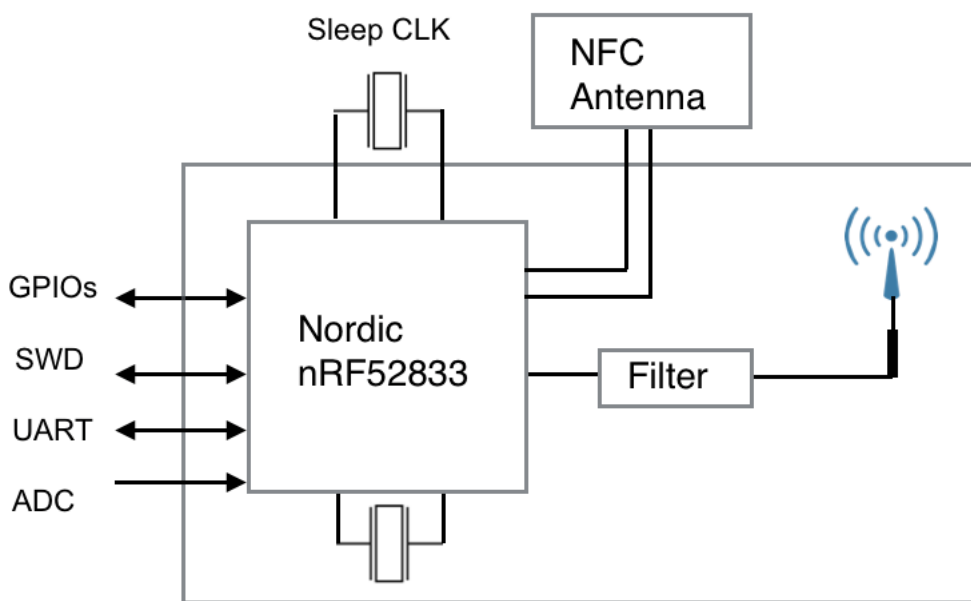 Sleep CLK
NFC
Antenna
GPIOs
SWD
UART
ADC
Nordic
nRF52833
Filter